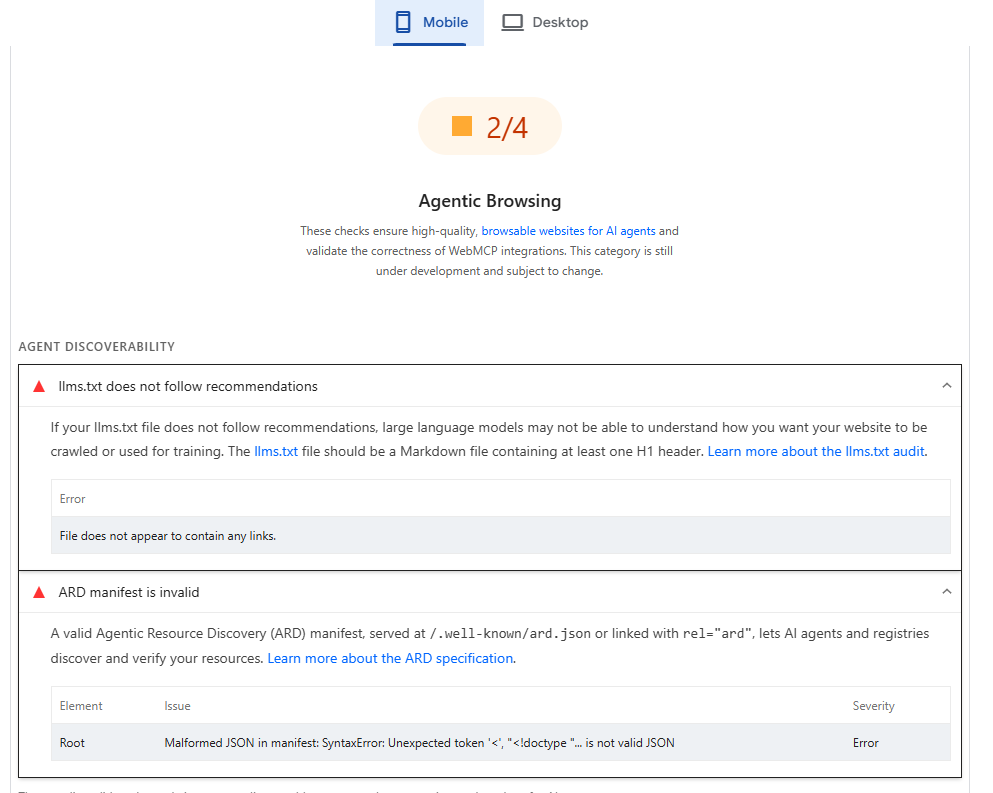 Mobile
Desktop
2/4
Agentic Browsing
These checks ensure high-quality, browsable websites for AI agents and
validate the correctness of WebMCP integrations. This category is still
under development and subject to change.
AGENT DISCOVERABILITY
llms.txt does not follow recommendations
If your llms.txt file does not follow recommendations, large language models may not be able to understand how you want your website to be
crawled or used for training. The llms.txt file should be a Markdown file containing at least one H1 header. Learn more about the llms.txt audit.
Error
File does not appear to contain any links.
ARD manifest is invalid
A valid Agentic Resource Discovery (ARD) manifest, served at /.well-known/ard.json or linked with rel="ard", lets AI agents and registries
discover and verify your resources. Learn more about the ARD specification.
Element Issue Severity
Root Malformed JSON in manifest: SyntaxError: Unexpected token '<', "<!doctype "... is not valid JSON Error